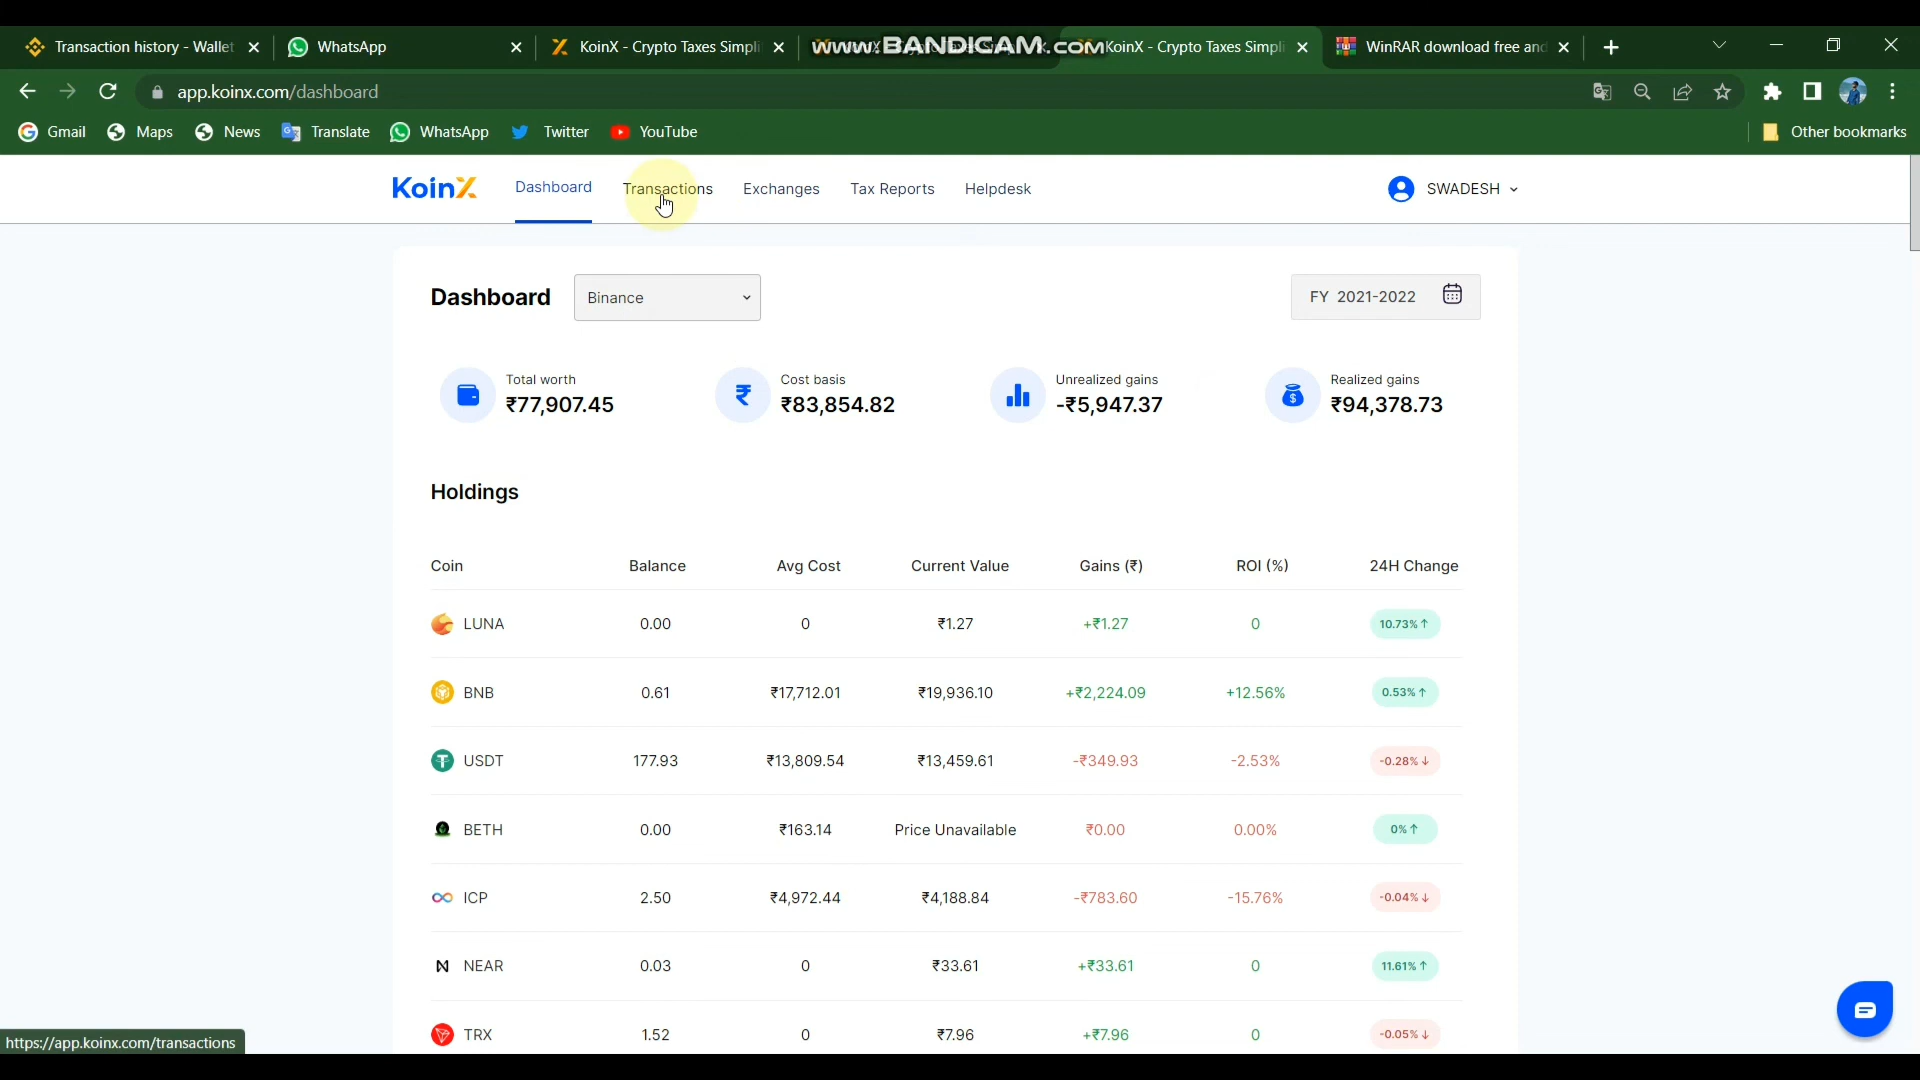 Transaction history - Wallet
WhatsApp
KoinX - Crypto Taxes Simpli
www.BANDICAM.com
KoinX - Crypto Taxes Simpli
WinRAR download free and
app.koinx.com/dashboard
Gmail
Maps
News
Translate
WhatsApp
Twitter
YouTube
Other bookmarks
KoinX
Dashboard
Transactions
Exchanges
Tax Reports
Helpdesk
SWADESH
Dashboard
Binance
FY 2021-2022
Total worth
₹77,907.45
Cost basis
₹83,854.82
Unrealized gains
-₹5,947.37
Realized gains
₹94,378.73
Holdings
Coin Balance Avg Cost Current Value Gains (₹) ROI (%) 24H Change
LUNA 0.00 0 ₹1.27 +₹1.27 0 10.73%↑
BNB 0.61 ₹17,712.01 ₹19,936.10 +₹2,224.09 +12.56% 0.53%↑
USDT 177.93 ₹13,809.54 ₹13,459.61 -₹349.93 -2.53% -0.28%↓
BETH 0.00 ₹163.14 Price Unavailable ₹0.00 0.00% 0%↑
ICP 2.50 ₹4,972.44 ₹4,188.84 -₹783.60 -15.76% -0.04%↓
NEAR 0.03 0 ₹33.61 +₹33.61 0 11.61%↑
TRX 1.52 0 ₹7.96 +₹7.96 0 -0.05%↓
https://app.koinx.com/transactions